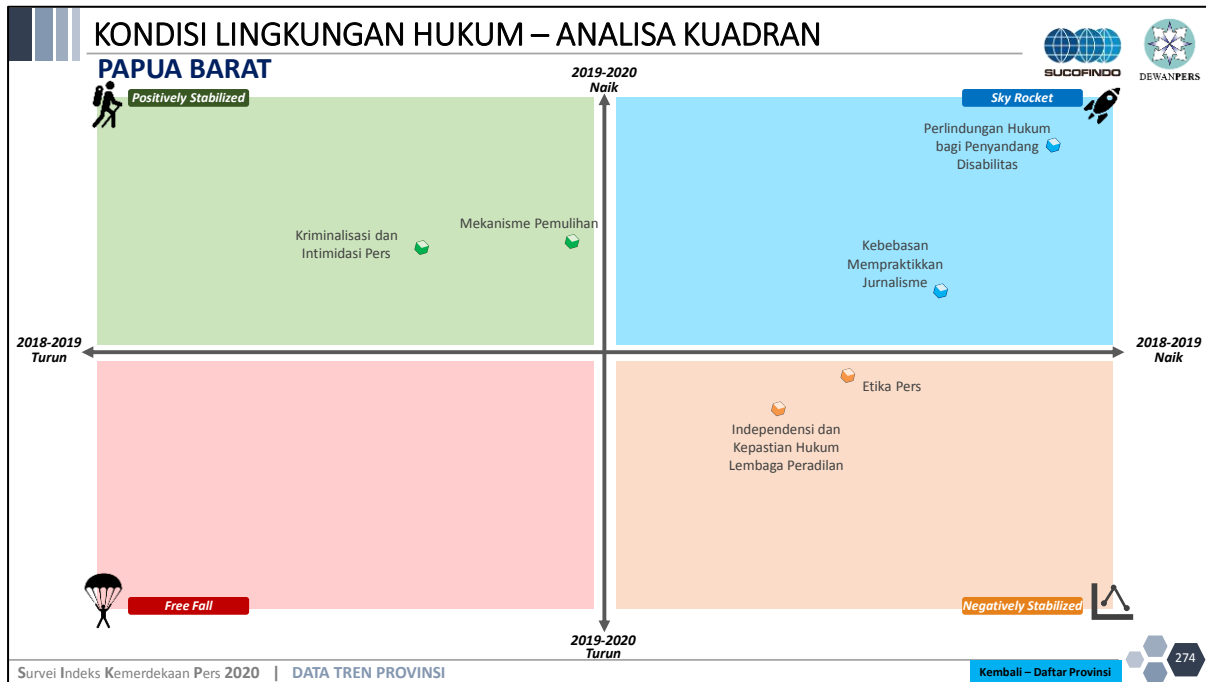 KONDISI LINGKUNGAN HUKUM – ANALISA KUADRAN
PAPUA BARAT
SUCOFINDO
DEWANPERS
2019-2020
Naik
Positively Stabilized
Sky Rocket
Perlindungan Hukum
bagi Penyandang
Disabilitas
Mekanisme Pemulihan
Kriminalisasi dan
Intimidasi Pers
Kebebasan
Mempraktikkan
Jurnalisme
2018-2019
Turun
2018-2019
Naik
Etika Pers
Independensi dan
Kepastian Hukum
Lembaga Peradilan
Free Fall
Negatively Stabilized
2019-2020
Turun
Survei Indeks Kemerdekaan Pers 2020 | DATA TREN PROVINSI
Kembali – Daftar Provinsi
274